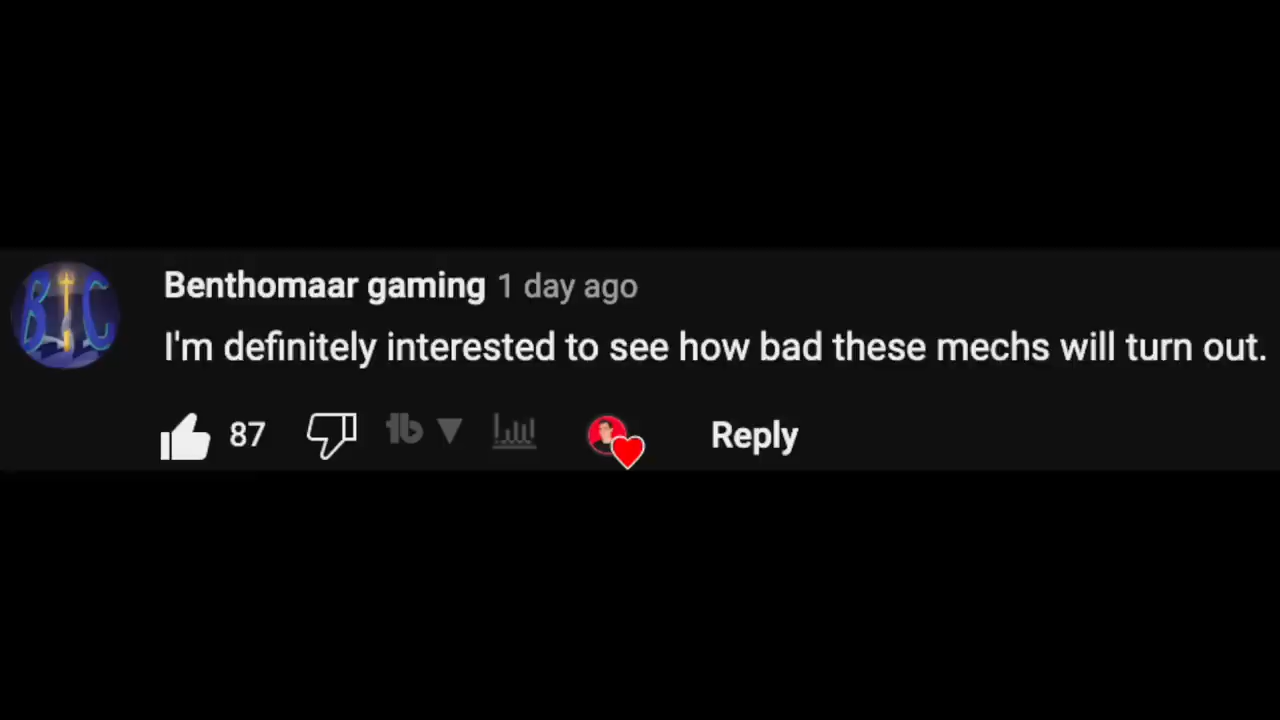 Benthomaar gaming 1 day ago
I'm definitely interested to see how bad these mechs will turn out.
87 Reply